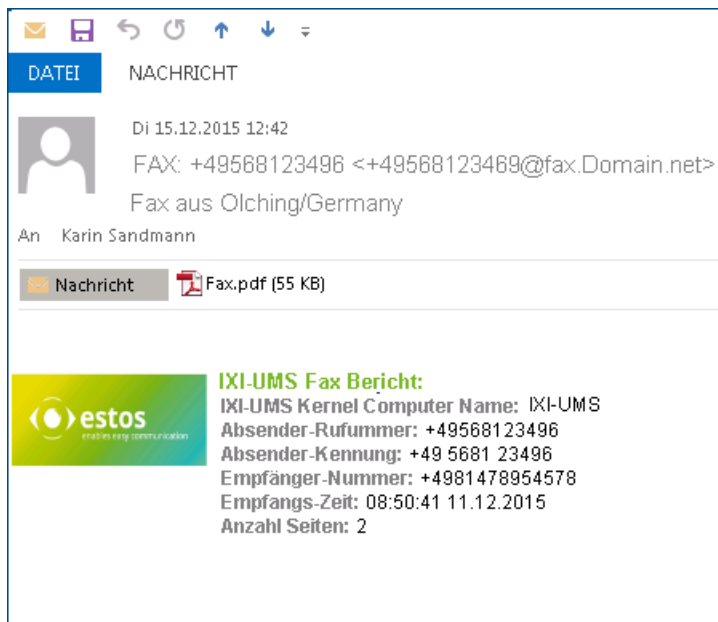 DATEI NACHRICHT
Di 15.12.2015 12:42
FAX: +49568123496 <+49568123469@fax.Domain.net>
Fax aus Olching/Germany
An Karin Sandmann
Nachricht Fax.pdf (55 KB)
IXI-UMS Fax Bericht:
IXI-UMS Kernel Computer Name: IXI-UMS
Absender-Rufummer: +49568123496
Absender-Kennung: +49 5681 23496
Empfänger-Nummer: +4981478954578
Empfangs-Zeit: 08:50:41 11.12.2015
Anzahl Seiten: 2
estos
enables easy communication